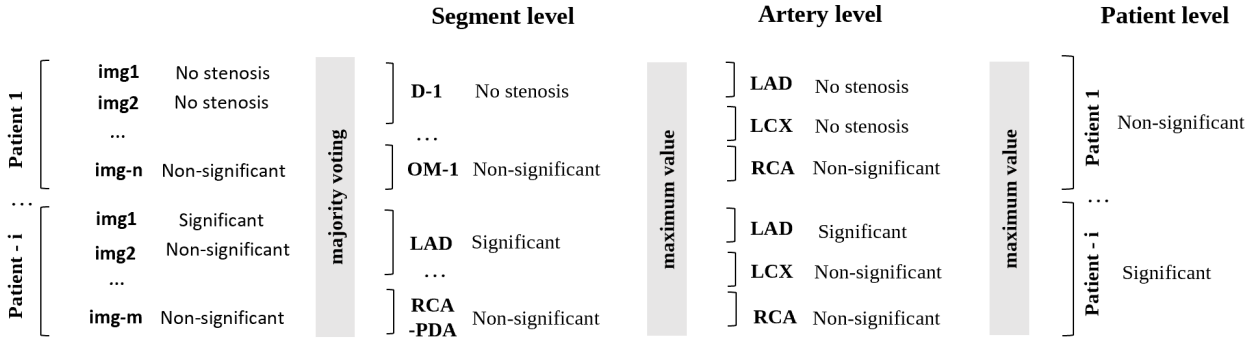 Segment level
Artery level
Patient level
Patient 1
img1 No stenosis
img2 No stenosis
...
img-n Non-significant
...
Patient - i
img1 Significant
img2 Non-significant
...
img-m Non-significant
majority voting
D-1 No stenosis
...
OM-1 Non-significant
LAD Significant
...
RCA
-PDA Non-significant
maximum value
LAD No stenosis
LCX No stenosis
RCA Non-significant
LAD Significant
LCX Non-significant
RCA Non-significant
maximum value
Patient 1
Non-significant
...
Patient - i
Significant